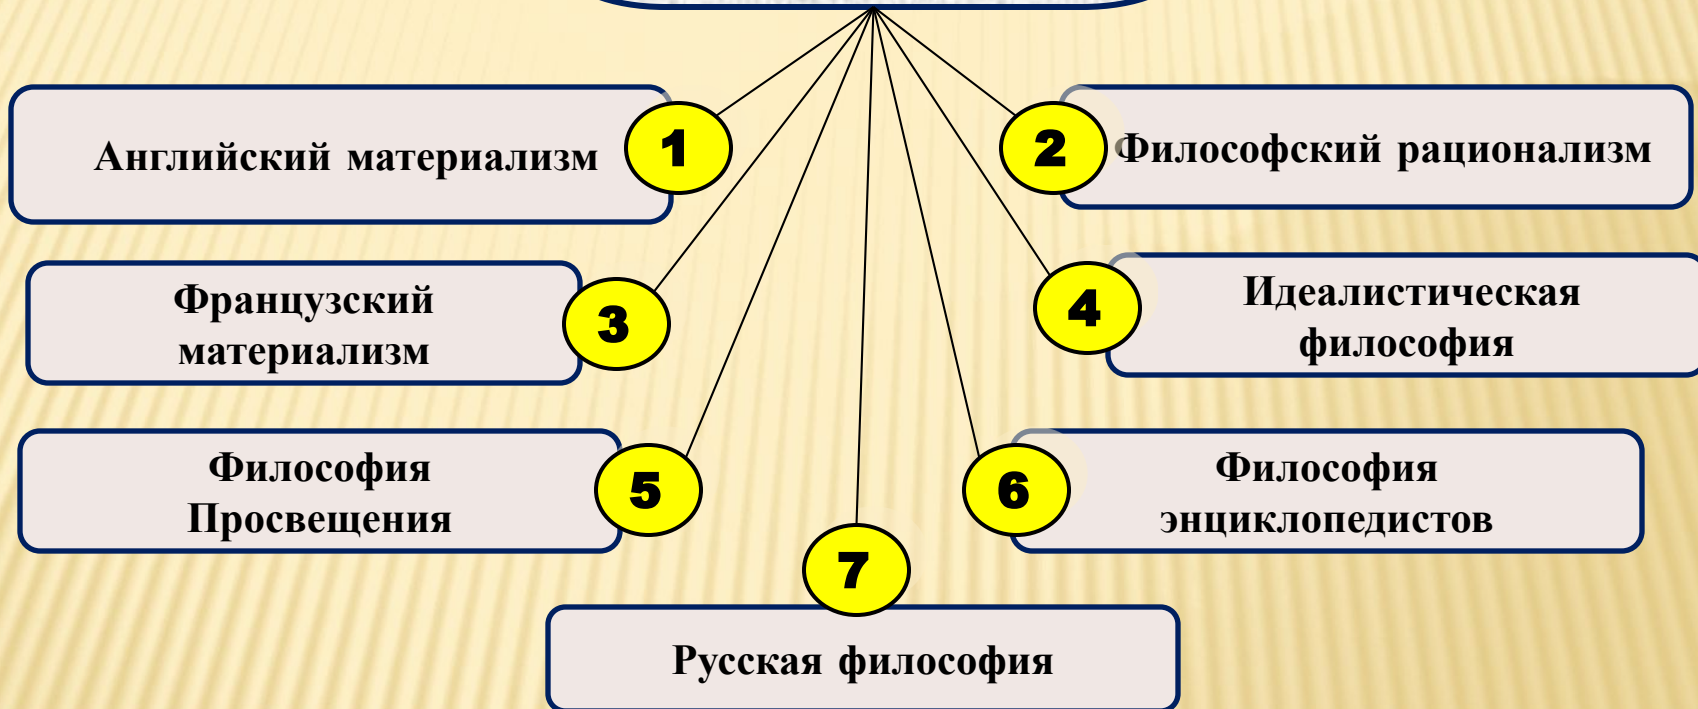 1
Английский материализм
2
Философский рационализм
3
Французский
материализм
4
Идеалистическая
философия
5
Философия
Просвещения
6
Философия
энциклопедистов
7
Русская философия